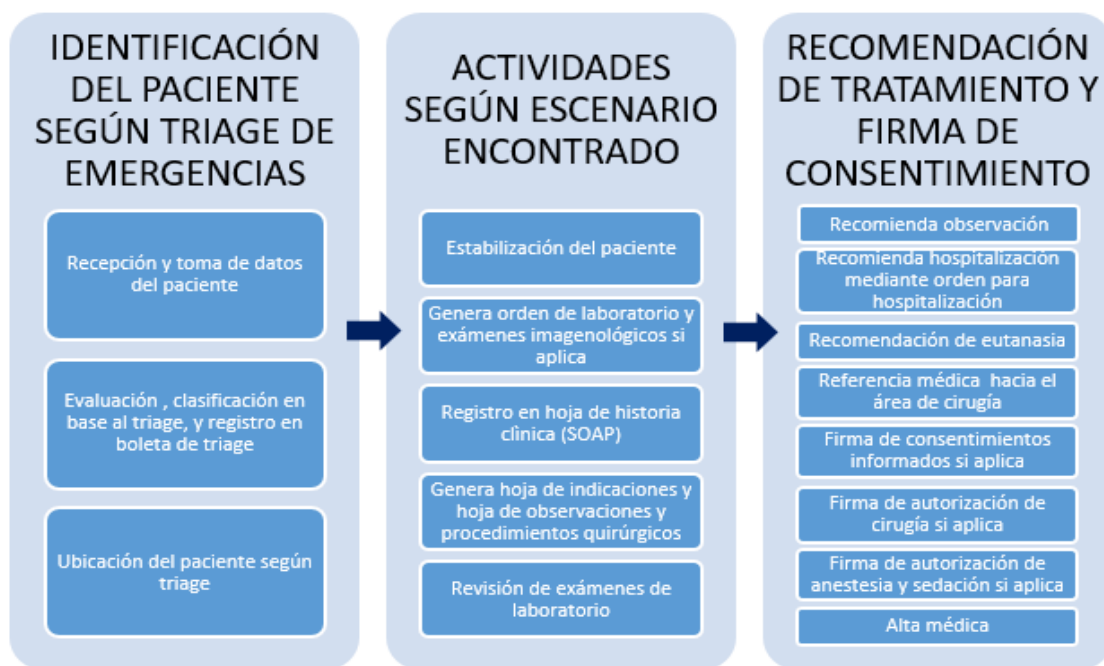 IDENTIFICACIÓN
DEL PACIENTE
SEGÚN TRIAGE DE
EMERGENCIAS
Recepción y toma de datos
del paciente
Evaluación , clasificación en
base al triage, y registro en
boleta de triage
Ubicación del paciente según
triage
ACTIVIDADES
SEGÚN ESCENARIO
ENCONTRADO
Estabilización del paciente
Genera orden de laboratorio y
exámenes imagenológicos si
aplica
Registro en hoja de historia
clìnica (SOAP)
Genera hoja de indicaciones y
hoja de observaciones y
procedimientos quirúrgicos
Revisión de exámenes de
laboratorio
RECOMENDACIÓN
DE TRATAMIENTO Y
FIRMA DE
CONSENTIMIENTO
Recomienda observación
Recomienda hospitalización
mediante orden para
hospitalización
Recomendación de eutanasia
Referencia médica hacia el
área de cirugía
Firma de consentimientos
informados si aplica
Firma de autorización de
cirugía si aplica
Firma de autorización de
anestesia y sedación si aplica
Alta médica